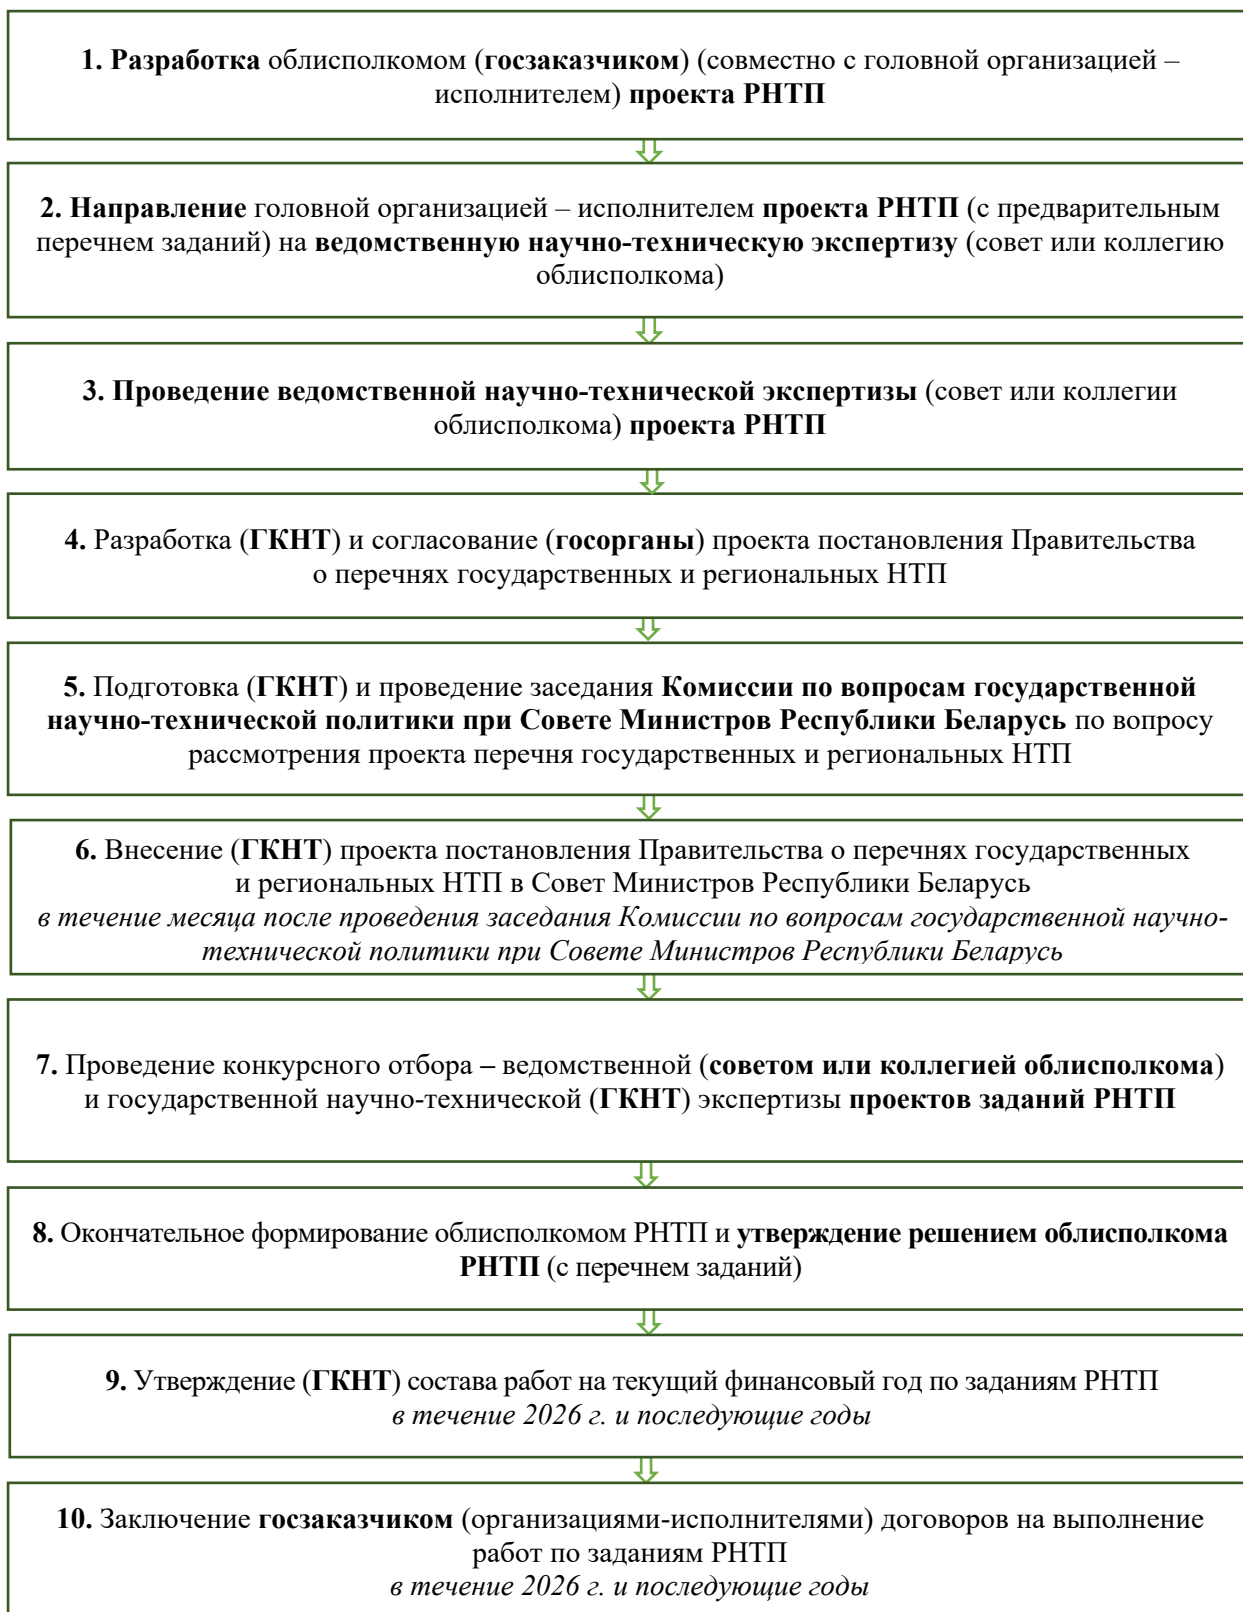 1. Разработка облисполкомом (госзаказчиком) (совместно с головной организацией –
исполнителем) проекта РНТП
2. Направление головной организацией – исполнителем проекта РНТП (с предварительным
перечнем заданий) на ведомственную научно-техническую экспертизу (совет или коллегию
облисполкома)
3. Проведение ведомственной научно-технической экспертизы (совет или коллегии
облисполкома) проекта РНТП
4. Разработка (ГКНТ) и согласование (госорганы) проекта постановления Правительства
о перечнях государственных и региональных НТП
5. Подготовка (ГКНТ) и проведение заседания Комиссии по вопросам государственной
научно-технической политики при Совете Министров Республики Беларусь по вопросу
рассмотрения проекта перечня государственных и региональных НТП
6. Внесение (ГКНТ) проекта постановления Правительства о перечнях государственных
и региональных НТП в Совет Министров Республики Беларусь
в течение месяца после проведения заседания Комиссии по вопросам государственной научно-
технической политики при Совете Министров Республики Беларусь
7. Проведение конкурсного отбора – ведомственной (советом или коллегией облисполкома)
и государственной научно-технической (ГКНТ) экспертизы проектов заданий РНТП
8. Окончательное формирование облисполкомом РНТП и утверждение решением облисполкома
РНТП (с перечнем заданий)
9. Утверждение (ГКНТ) состава работ на текущий финансовый год по заданиям РНТП
в течение 2026 г. и последующие годы
10. Заключение госзаказчиком (организациями-исполнителями) договоров на выполнение
работ по заданиям РНТП
в течение 2026 г. и последующие годы